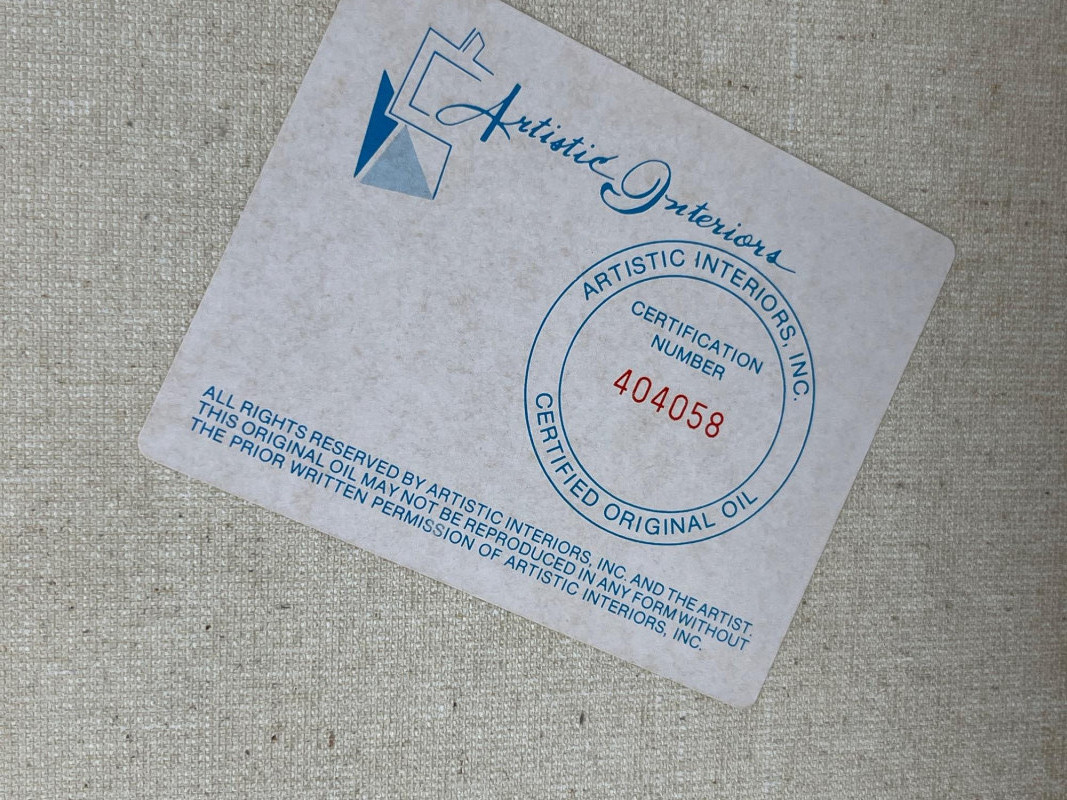 Artistic Interiors
ARTISTIC INTERIORS, INC.
CERTIFICATION
NUMBER
404058
CERTIFIED ORIGINAL OIL
ALL RIGHTS RESERVED BY ARTISTIC INTERIORS, INC. AND THE ARTIST.
THIS ORIGINAL OIL MAY NOT BE REPRODUCED IN ANY FORM WITHOUT
THE PRIOR WRITTEN PERMISSION OF ARTISTIC INTERIORS, INC.